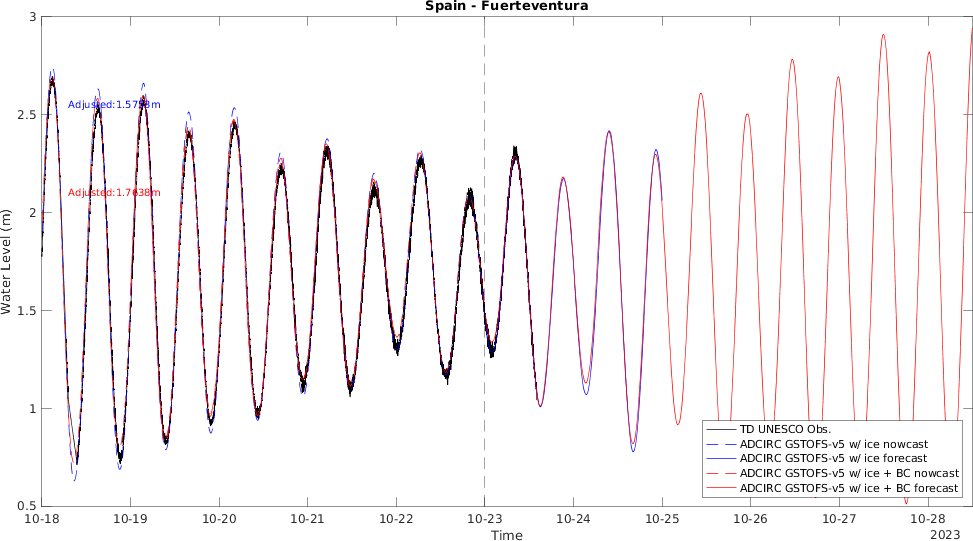 Spain - Fuerteventura
3
2.5
2
1.5
1
0.5
Water Level (m)
Adjusted:1.7638m
TD UNESCO Obs.
ADCIRC GSTOFS-v5 w/ ice nowcast
ADCIRC GSTOFS-v5 w/ ice forecast
ADCIRC GSTOFS-v5 w/ ice + BC nowcast
ADCIRC GSTOFS-v5 w/ ice + BC forecast
10-18 10-19 10-20 10-21 10-22 10-23 10-24 10-25 10-26 10-27 10-28
2023
Time